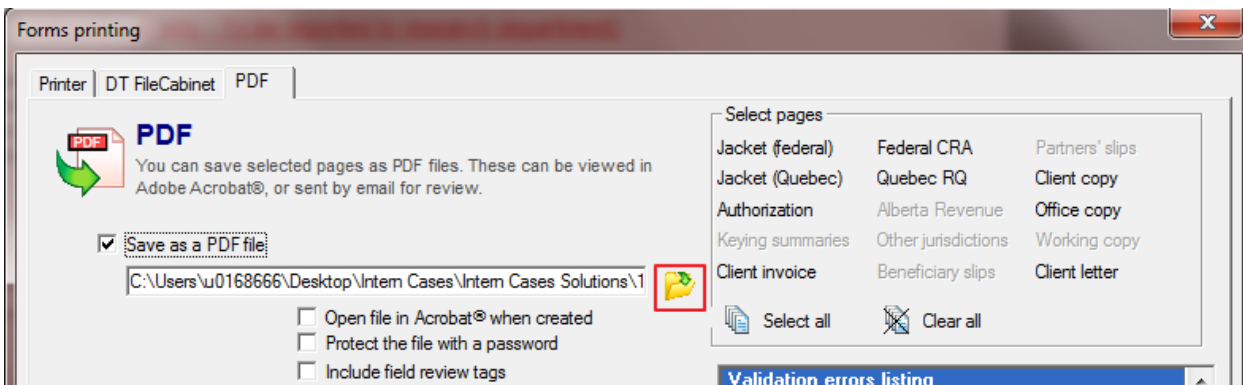 Forms printing
X
Printer
DT FileCabinet
PDF
PDF
PDF
You can save selected pages as PDF files. These can be viewed in
Adobe Acrobat®, or sent by email for review.
Save as a PDF file
C:\Users\u0168666\Desktop\Intern Cases\Intern Cases Solutions\1
Open file in Acrobat® when created
Protect the file with a password
Include field review tags
Select pages
Jacket (federal) Federal CRA Partners' slips
Jacket (Quebec) Quebec RQ Client copy
Authorization Alberta Revenue Office copy
Keying summaries Other jurisdictions Working copy
Client invoice Beneficiary slips Client letter
Select all Clear all
Validation errors listing